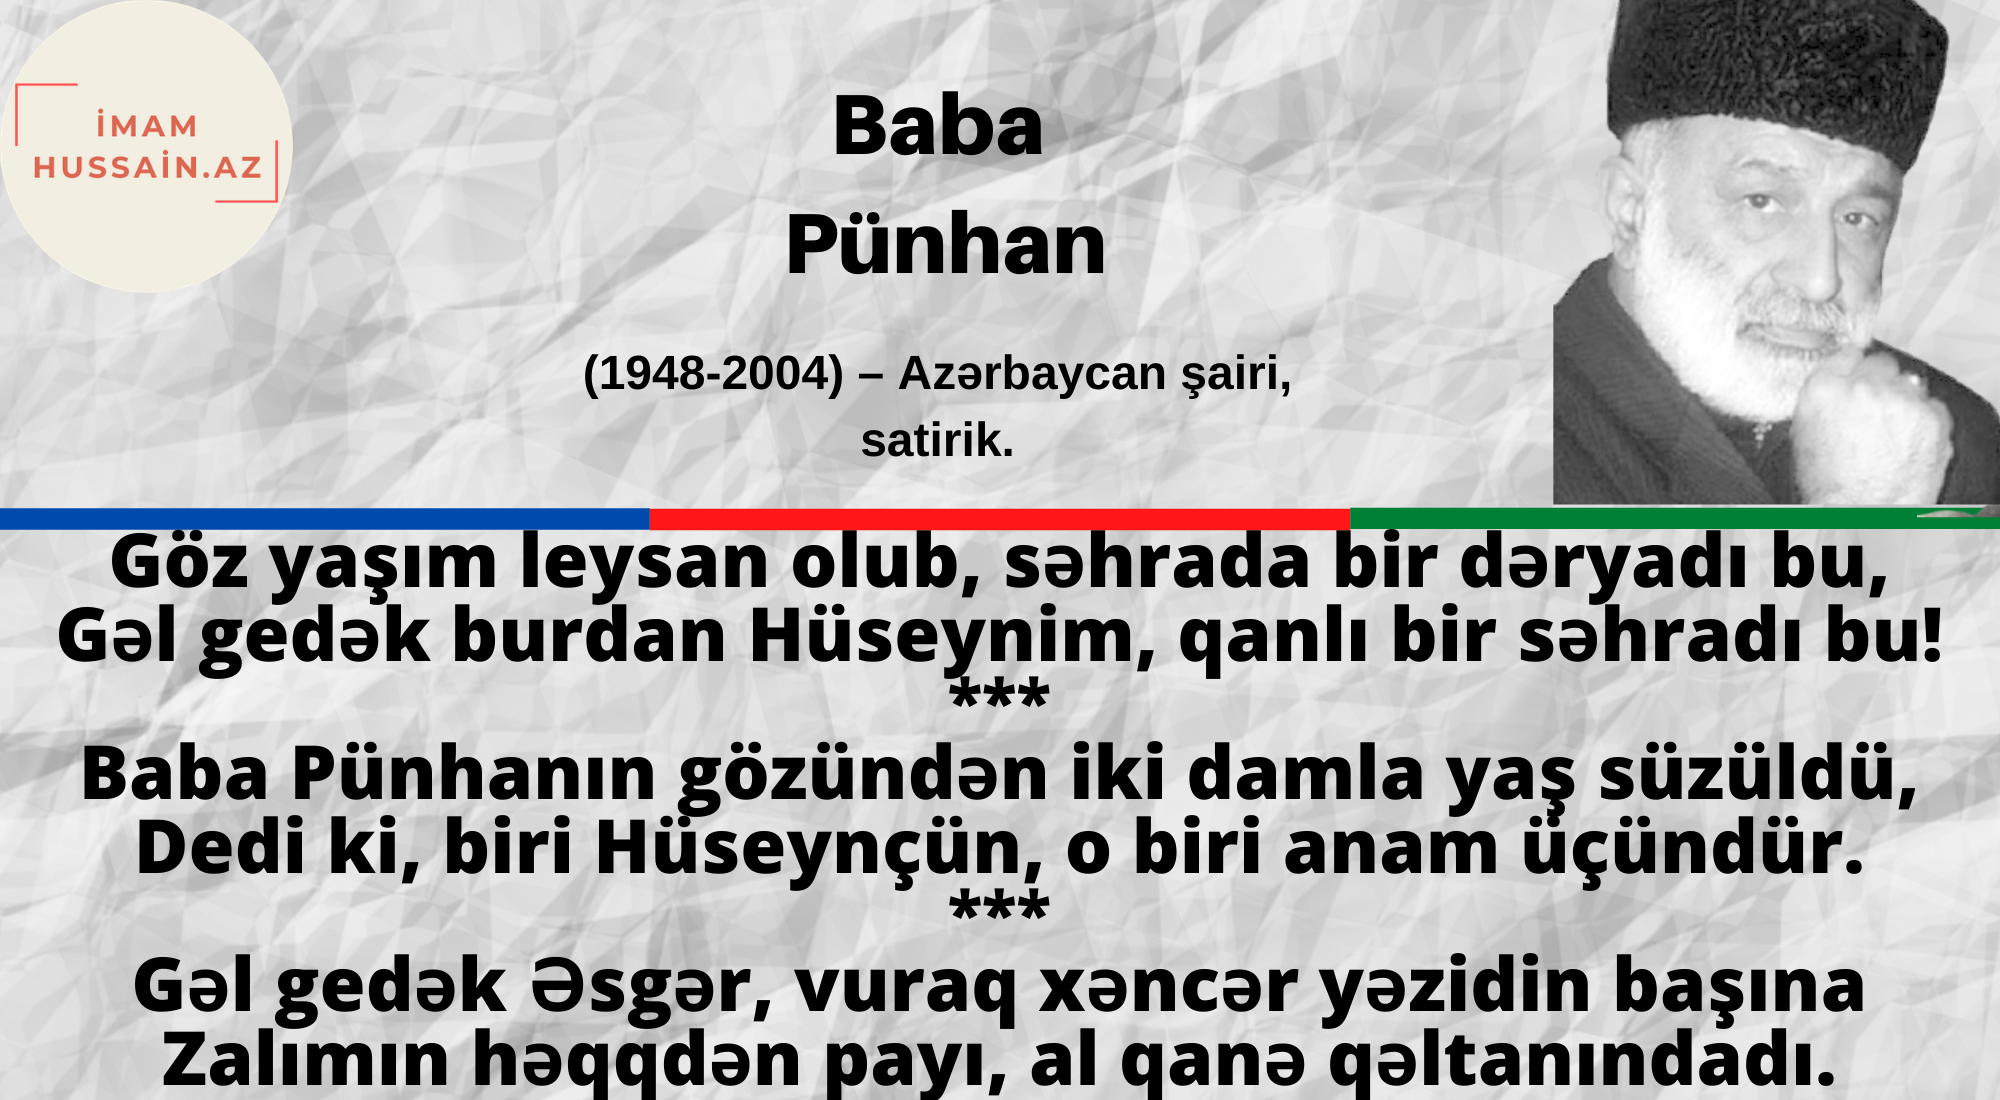 İMAM
HUSSAİN.AZ
Baba
Pünhan
(1948-2004) – Azərbaycan şairi,
satirik.
Göz yaşım leysan olub, səhrada bir dəryadı bu,
Gəl gedək burdan Hüseynim, qanlı bir səhradı bu!
***
Baba Pünhanın gözündən iki damla yaş süzüldü,
Dedi ki, biri Hüseynçün, o biri anam üçündür.
***
Gəl gedək Əsgər, vuraq xəncər yəzidin başına
Zalımın həqqdən payı, al qanə qəltanındadı.